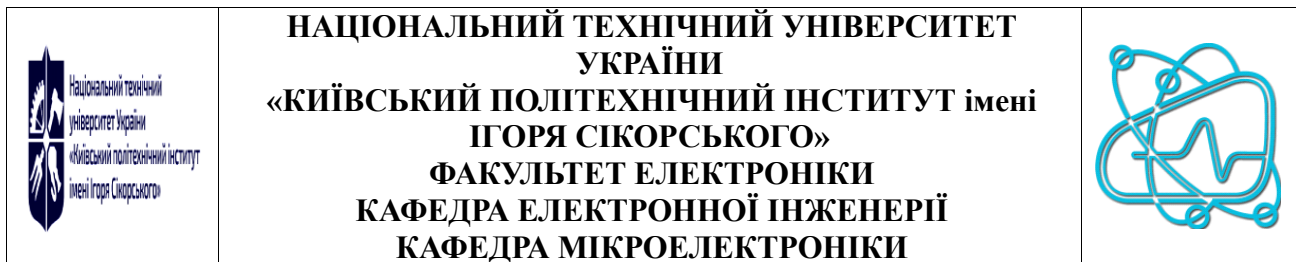 Національний технічний
університет України
«Київський політехнічний інститут
імені Ігоря Сікорського»
НАЦІОНАЛЬНИЙ ТЕХНІЧНИЙ УНІВЕРСИТЕТ
УКРАЇНИ
«КИЇВСЬКИЙ ПОЛІТЕХНІЧНИЙ ІНСТИТУТ імені
ІГОРЯ СІКОРСЬКОГО»
ФАКУЛЬТЕТ ЕЛЕКТРОНІКИ
КАФЕДРА ЕЛЕКТРОННОЇ ІНЖЕНЕРІЇ
КАФЕДРА МІКРОЕЛЕКТРОНІКИ